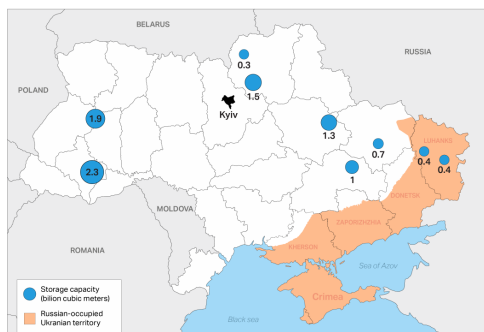 BELARUS
RUSSIA
POLAND
0.3
1.5
Kyiv
1.9
1.3
0.7
LUHANSK
0.4
0.4
2.3
1
DONETSK
MOLDOVA
ZAPORIZHZHYA
KHERSON
ROMANIA
Sea of Azov
Crimea
Black sea
Storage capacity
(bilion cubic meters)
Russian-occupied
Ukranian territory